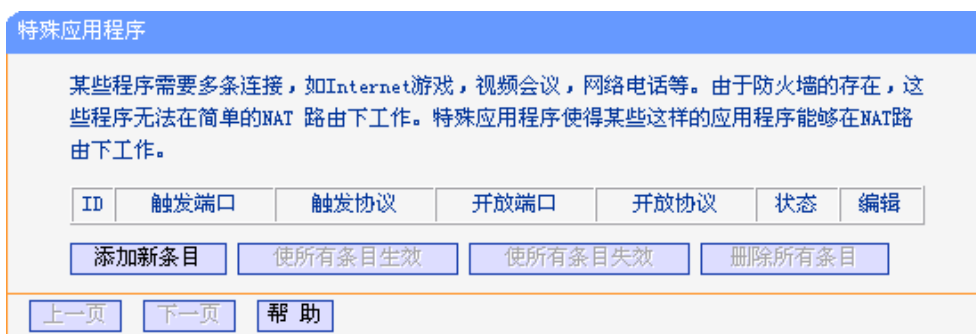 特殊应用程序
某些程序需要多条连接，如Internet游戏，视频会议，网络电话等。由于防火墙的存在，这
些程序无法在简单的NAT 路由下工作。特殊应用程序使得某些这样的应用程序能够在NAT路
由下工作。
ID 触发端口 触发协议 开放端口 开放协议 状态 编辑
添加新条目 使所有条目生效 使所有条目失效 删除所有条目
上一页 下一页 帮 助